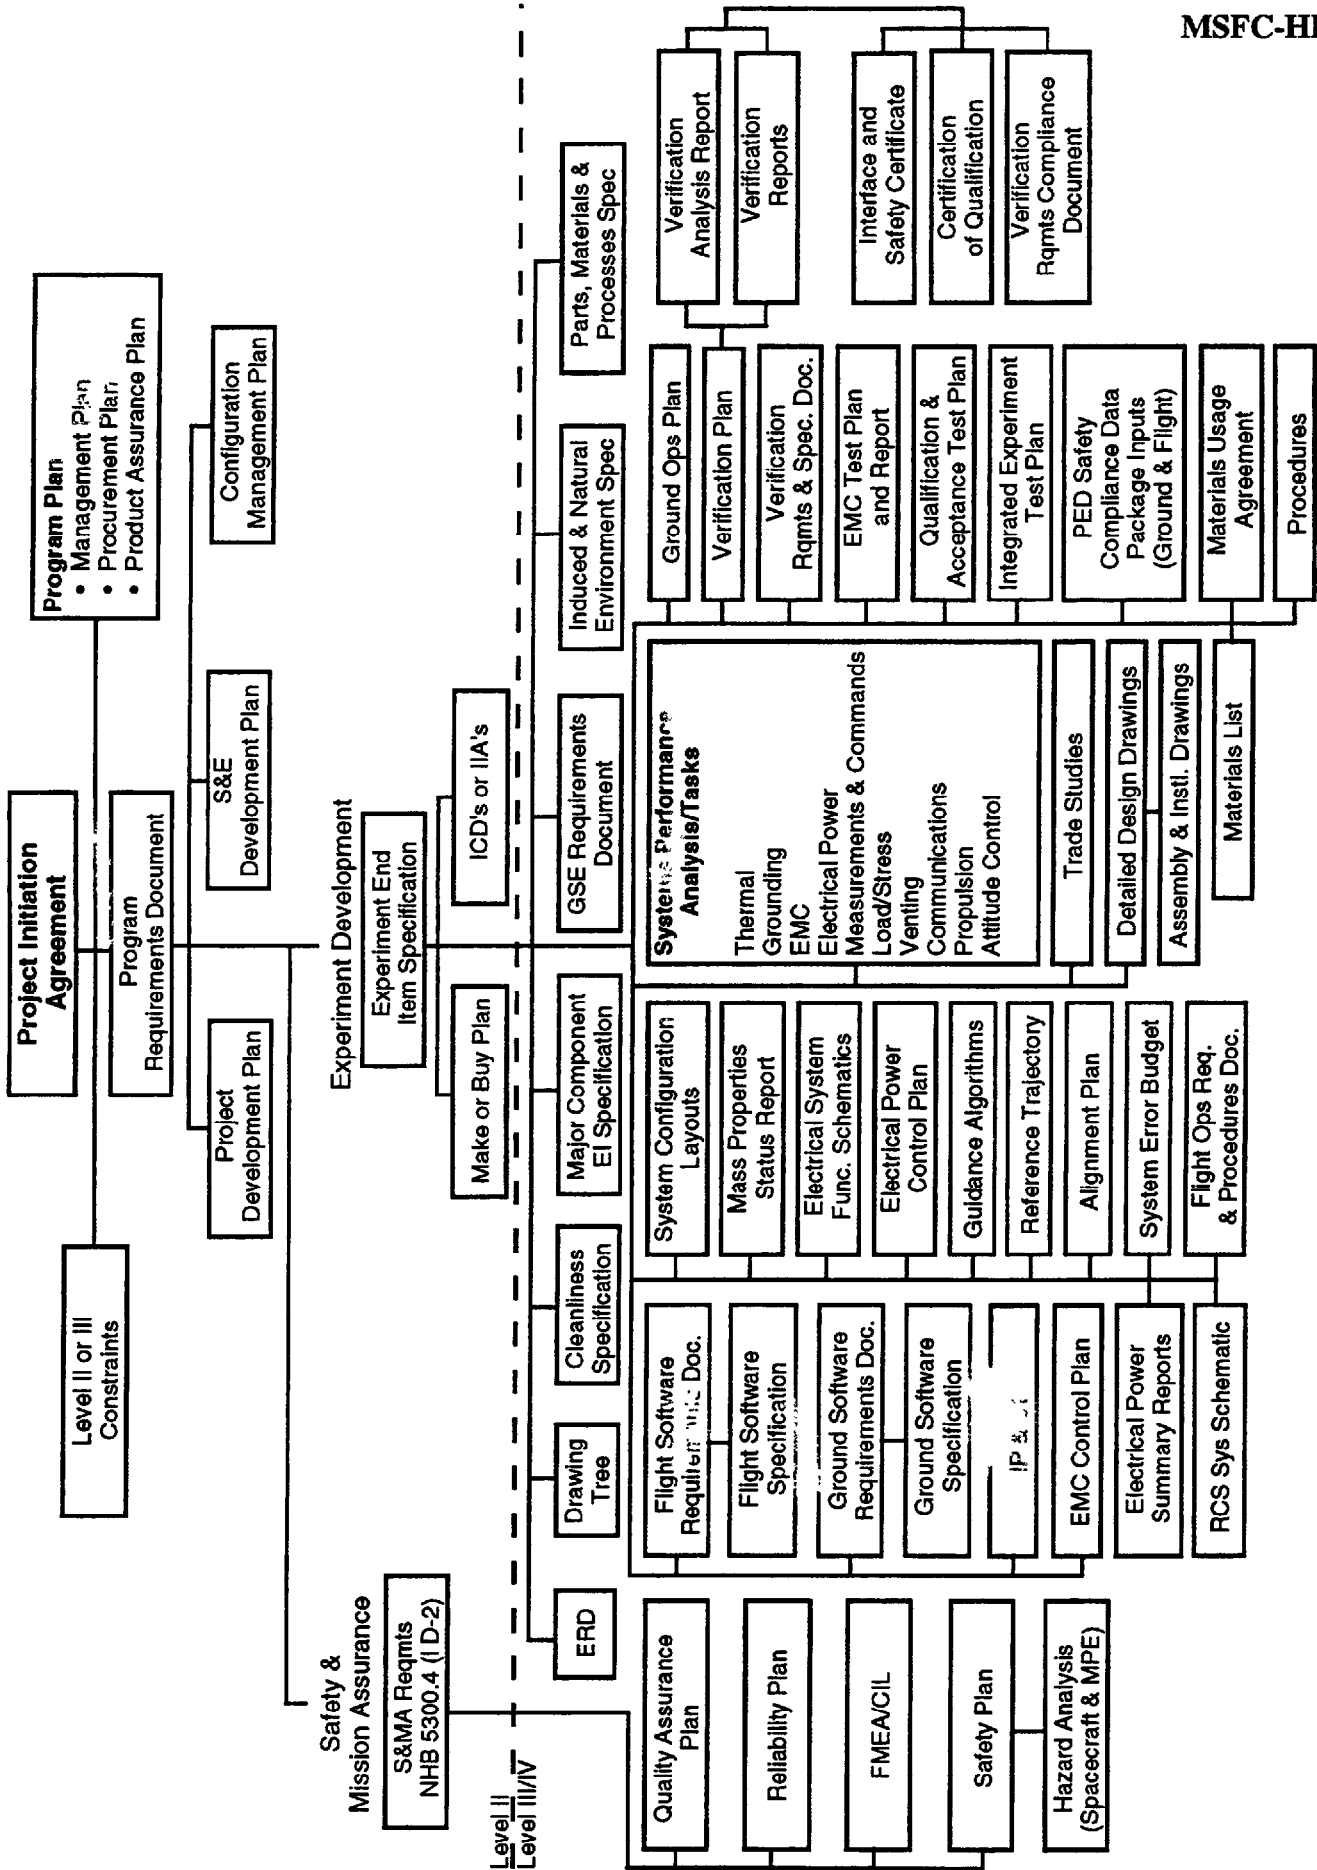 MSFC-H
Project Initiation
Agreement
Program Plan
• Management Plan
• Procurement Plan
• Product Assurance Plan
Level II or III
Constraints
Program
Requirements Document
Project
Development Plan
S&E
Development Plan
Configuration
Management Plan
Safety &
Mission Assurance
S&MA Reqmts
NHB 5300.4 (I D-2)
Experiment Development
Experiment End
Item Specification
Make or Buy Plan
ICD's or IIA's
Level II
Level III/IV
ERD
Drawing
Tree
Cleanliness
Specification
Major Component
EI Specification
GSE Requirements
Document
Induced & Natural
Environment Spec
Parts, Materials &
Processes Spec
Quality Assurance
Plan
Reliability Plan
FMEA/CIL
Safety Plan
Hazard Analysis
(Spacecraft & MPE)
Flight Software
Doc.
Flight Software
Specification
Ground Software
Requirements Doc.
Ground Software
Specification
IP &
EMC Control Plan
Electrical Power
Summary Reports
RCS Sys Schematic
System Configuration
Layouts
Mass Properties
Status Report
Electrical System
Func. Schematics
Electrical Power
Control Plan
Guidance Algorithms
Reference Trajectory
Alignment Plan
System Error Budget
Flight Ops Req.
& Procedures Doc.
Systems Performance
Analysis/Tasks
Thermal
Grounding
EMC
Electrical Power
Measurements & Commands
Load/Stress
Venting
Communications
Propulsion
Attitude Control
Trade Studies
Detailed Design Drawings
Assembly & Instl. Drawings
Materials List
Ground Ops Plan
Verification Plan
Verification
Rqmts & Spec. Doc.
EMC Test Plan
and Report
Qualification &
Acceptance Test Plan
Integrated Experiment
Test Plan
PED Safety
Compliance Data
Package Inputs
(Ground & Flight)
Materials Usage
Agreement
Procedures
Verification
Analysis Report
Verification
Reports
Interface and
Safety Certificate
Certification
of Qualification
Verification
Rqmts Compliance
Document